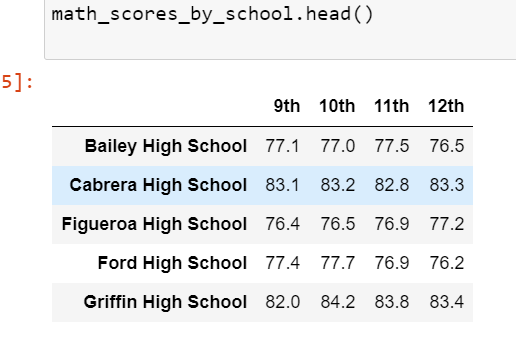 math_scores_by_school.head()
5]:
9th 10th 11th 12th
Bailey High School 77.1 77.0 77.5 76.5
Cabrera High School 83.1 83.2 82.8 83.3
Figueroa High School 76.4 76.5 76.9 77.2
Ford High School 77.4 77.7 76.9 76.2
Griffin High School 82.0 84.2 83.8 83.4